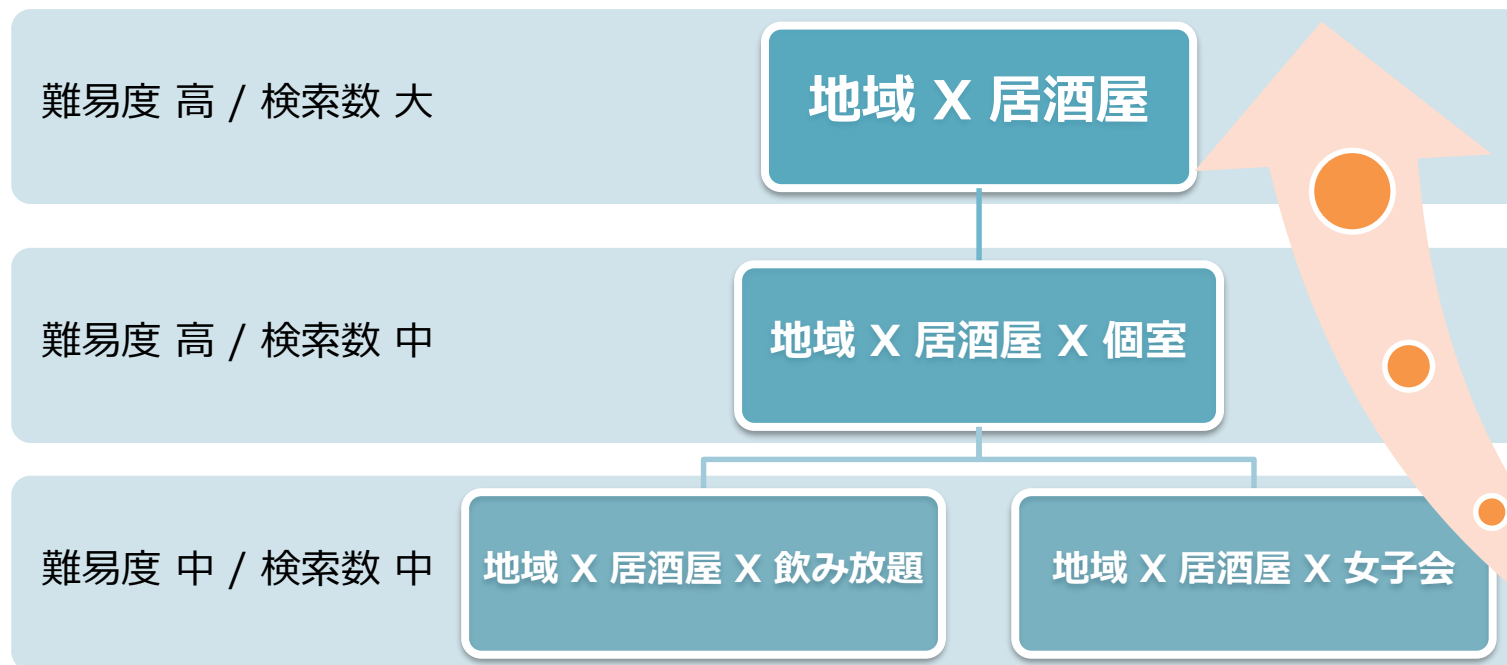 難易度 高 / 検索数 大
地域 X 居酒屋
難易度 高 / 検索数 中
地域 X 居酒屋 X 個室
難易度 中 / 検索数 中
地域 X 居酒屋 X 飲み放題
地域 X 居酒屋 X 女子会